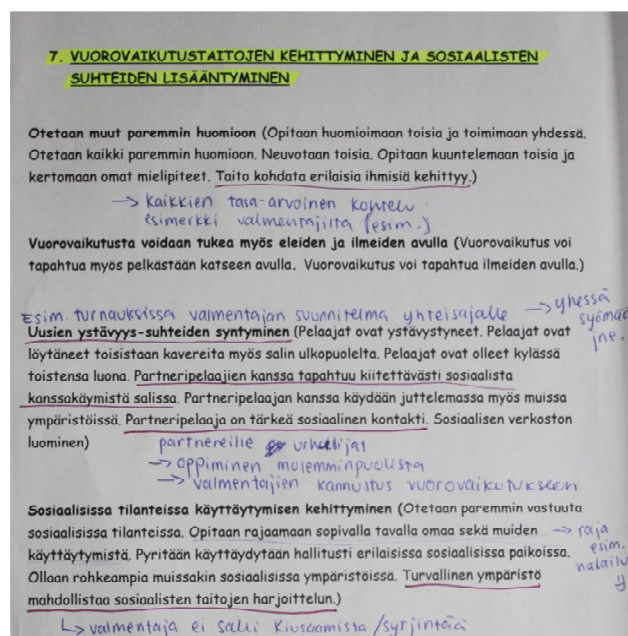 7. VUOROVAIKUTUSTAITOJEN KEHITTYMINEN JA SOSIAALISTEN
SUHTEIDEN LISÄÄNTYMINEN
Otetaan muut paremmin huomioon (Opitaan huomioimaan toisia ja toimimaan yhdessä.
Otetaan kaikki paremmin huomioon. Neuvotaan toisia. Opitaan kuuntelemaan toisia ja
kertomaan omat mielipiteet. Taito kohdata erilaisia ihmisiä kehittyy.)
→ kaikkien tasa-arvoinen kohtelu
esimerkki valmentajilta (esim.)
Vuorovaikutusta voidaan tukea myös eleiden ja ilmeiden avulla (Vuorovaikutus voi
tapahtua myös pelkästään katseen avulla. Vuorovaikutus voi tapahtua ilmeiden avulla.)
Esim. turnauksissa valmentajan suunnitelma yhteisajalle → yhessä
syömää
jne.
Uusien ystävyys-suhteiden syntyminen (Pelaajat ovat ystävystyneet. Pelaajat ovat
löytäneet toisistaan kavereita myös salin ulkopuolelta. Pelaajat ovat olleet kylässä
toistensa luona. Partneripelaajien kanssa tapahtuu kiitettävästi sosiaalista
kanssakäymistä salissa. Partneripelaajan kanssa käydään juttelemassa myös muissa
ympäristöissä. Partneripelaaja on tärkeä sosiaalinen kontakti. Sosiaalisen verkoston
luominen)
partnereille urheilijat
→ oppiminen molemminpuolista
→ valmentajien kannustus vuorovaikutukseen
Sosiaalisissa tilanteissa käyttäytymisen kehittyminen (Otetaan paremmin vastuuta
sosiaalisissa tilanteissa. Opitaan rajaamaan sopivalla tavalla omaa sekä muiden
käyttäytymistä. Pyritään käyttäydytään hallitusti erilaisissa sosiaalisissa paikoissa.
Ollaan rohkeampia muissakin sosiaalisissa ympäristöissä. Turvallinen ympäristö
mahdollistaa sosiaalisten taitojen harjoittelun.)
→ raja
esim.
halailu
:)
↳ valmentaja ei salli kiusaamista/syrjintää